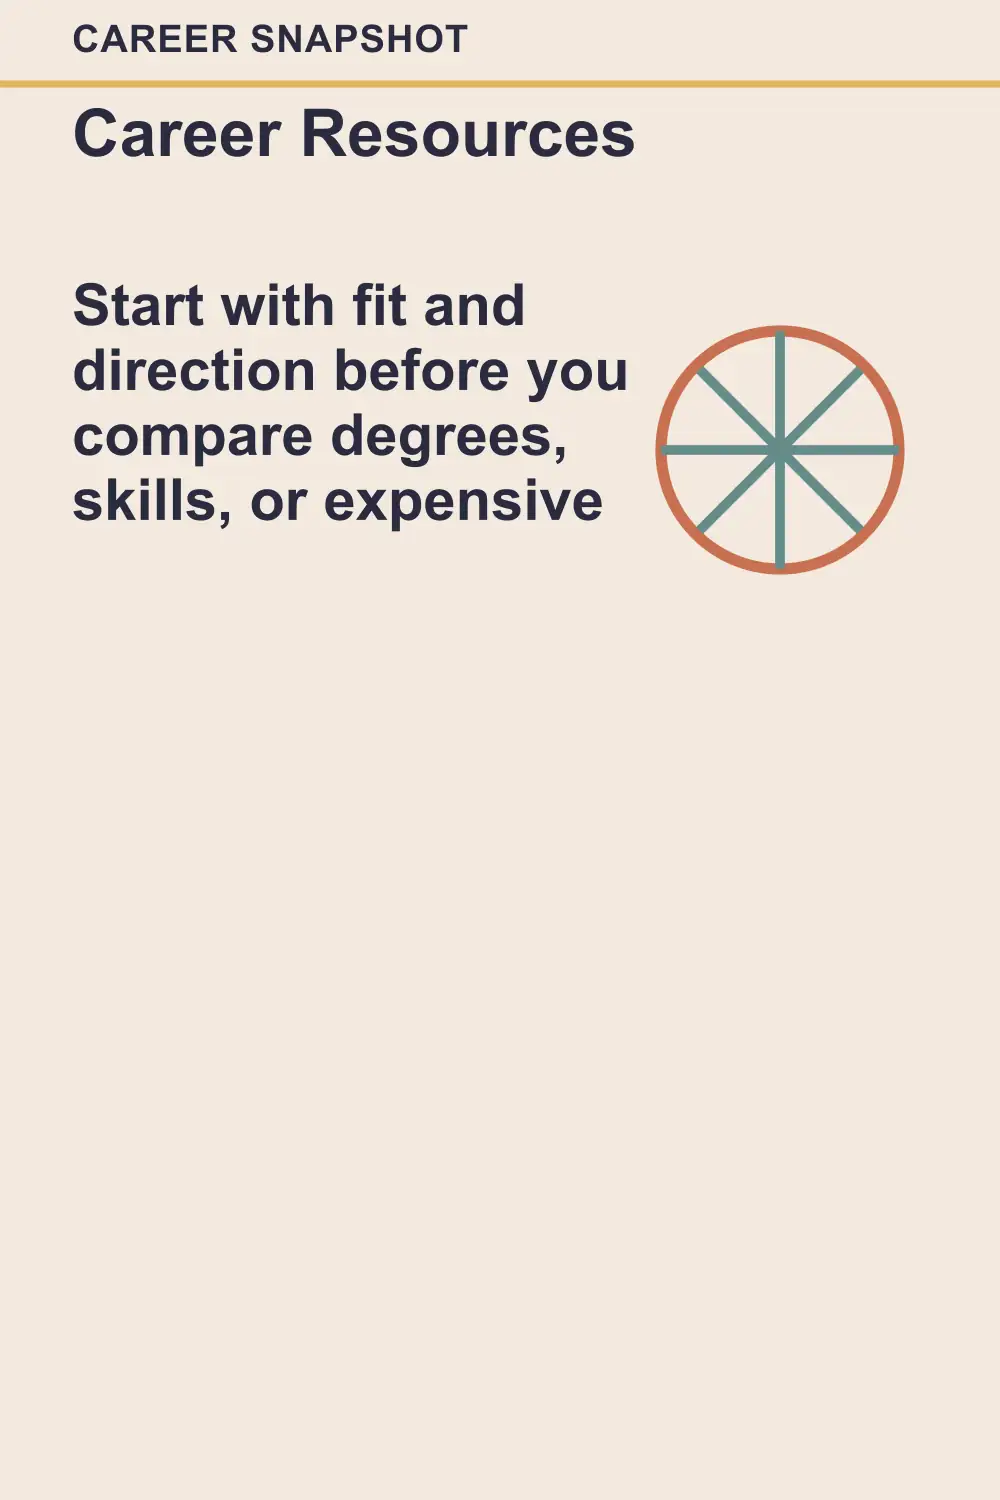 CAREER SNAPSHOT
Career Resources
Start with fit and
direction before you
compare degrees,
skills, or expensive